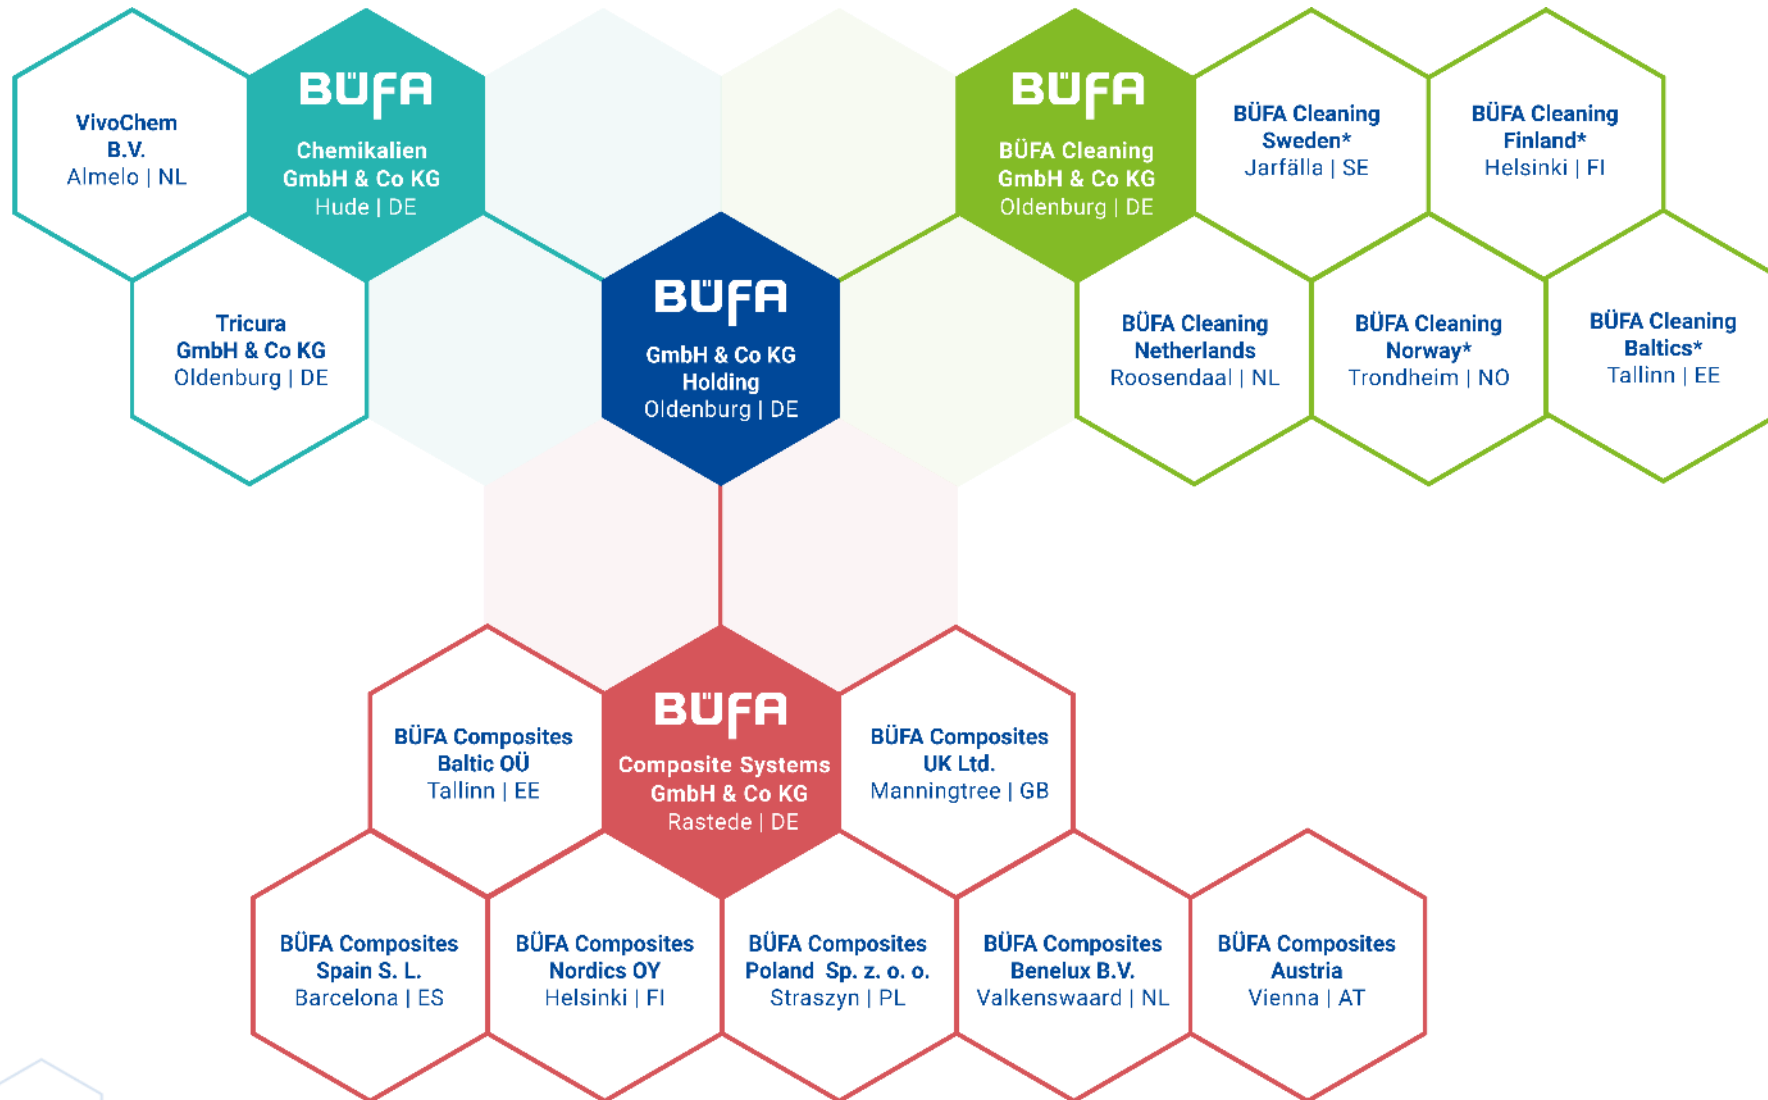 VivoChem
B.V.
Almelo | NL
BÜFA
Chemikalien
GmbH & Co KG
Hude | DE
BÜFA
BÜFA Cleaning
GmbH & Co KG
Oldenburg | DE
BÜFA Cleaning
Sweden*
Jarfälla | SE
BÜFA Cleaning
Finland*
Helsinki | FI
Tricura
GmbH & Co KG
Oldenburg | DE
BÜFA
GmbH & Co KG
Holding
Oldenburg | DE
BÜFA Cleaning
Netherlands
Roosendaal | NL
BÜFA Cleaning
Norway*
Trondheim | NO
BÜFA Cleaning
Baltics*
Tallinn | EE
BÜFA Composites
Baltic OÜ
Tallinn | EE
BÜFA
Composite Systems
GmbH & Co KG
Rastede | DE
BÜFA Composites
UK Ltd.
Manningtree | GB
BÜFA Composites
Spain S. L.
Barcelona | ES
BÜFA Composites
Nordics OY
Helsinki | FI
BÜFA Composites
Poland Sp. z. o. o.
Straszyn | PL
BÜFA Composites
Benelux B.V.
Valkenswaard | NL
BÜFA Composites
Austria
Vienna | AT